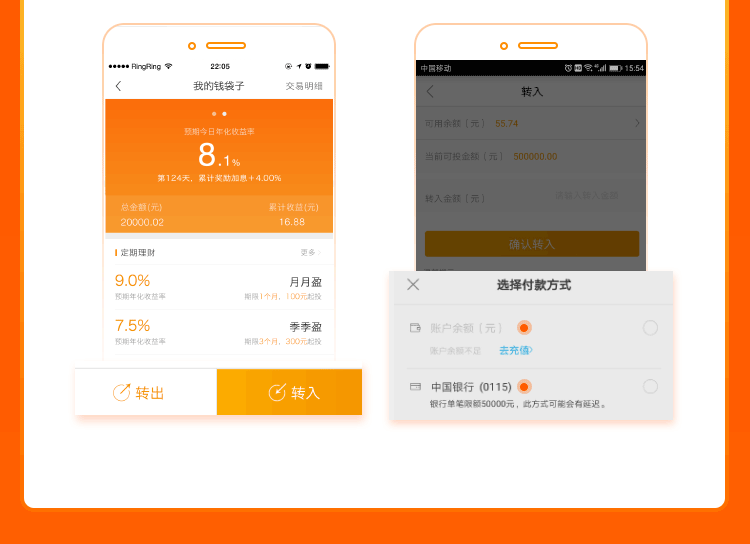 RingRing
22:05
我的钱袋子
交易明细
预期今日年化收益率
8.1%
第124天，累计奖励加息+4.00%
总金额(元)
累计收益(元)
20000.02
16.88
定期理财
更多
9.0%
月月盈
预期年化收益率
期限1个月，100元起投
7.5%
季季盈
预期年化收益率
期限3个月，300元起投
转出
转入
中国移动
15:54
转入
可用余额（元）
55.74
当前可投金额（元）
500000.00
转入金额（元）
请输入转入金额
确认转入
选择付款方式
账户余额（元）
账户余额不足
去充值
中国银行 (0115)
银行单笔限额50000元，此方式可能会有延迟。